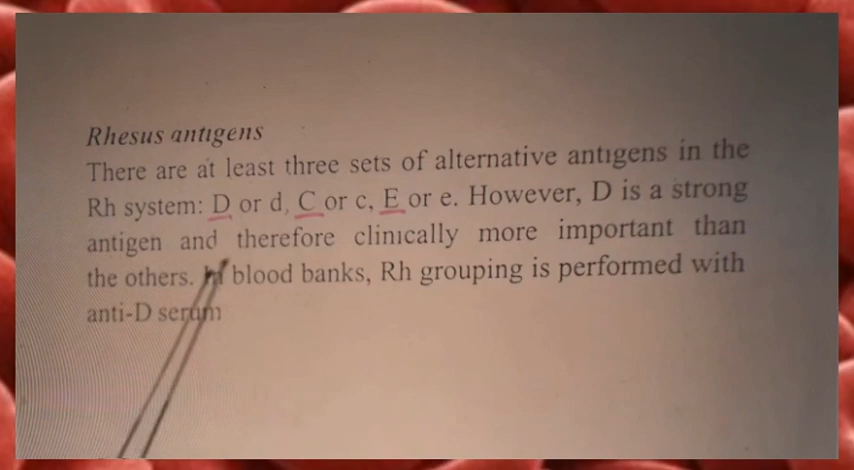 Rhesus antigens
There are at least three sets of alternative antigens in the
Rh system: D or d, C or c, E or e. However, D is a strong
antigen and therefore clinically more important than
the others. In blood banks, Rh grouping is performed with
anti-D serum